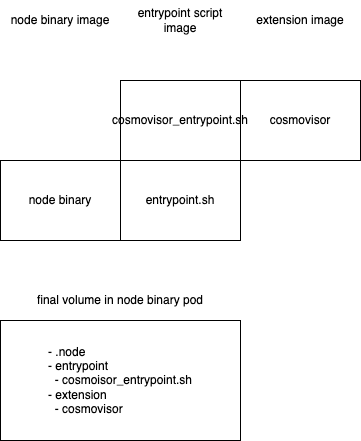 node binary image
entrypoint script
image
extension image
cosmovisor_entrypoint.sh
cosmovisor
node binary
entrypoint.sh
final volume in node binary pod
- .node
- entrypoint
- cosmoisor_entrypoint.sh
- extension
- cosmovisor